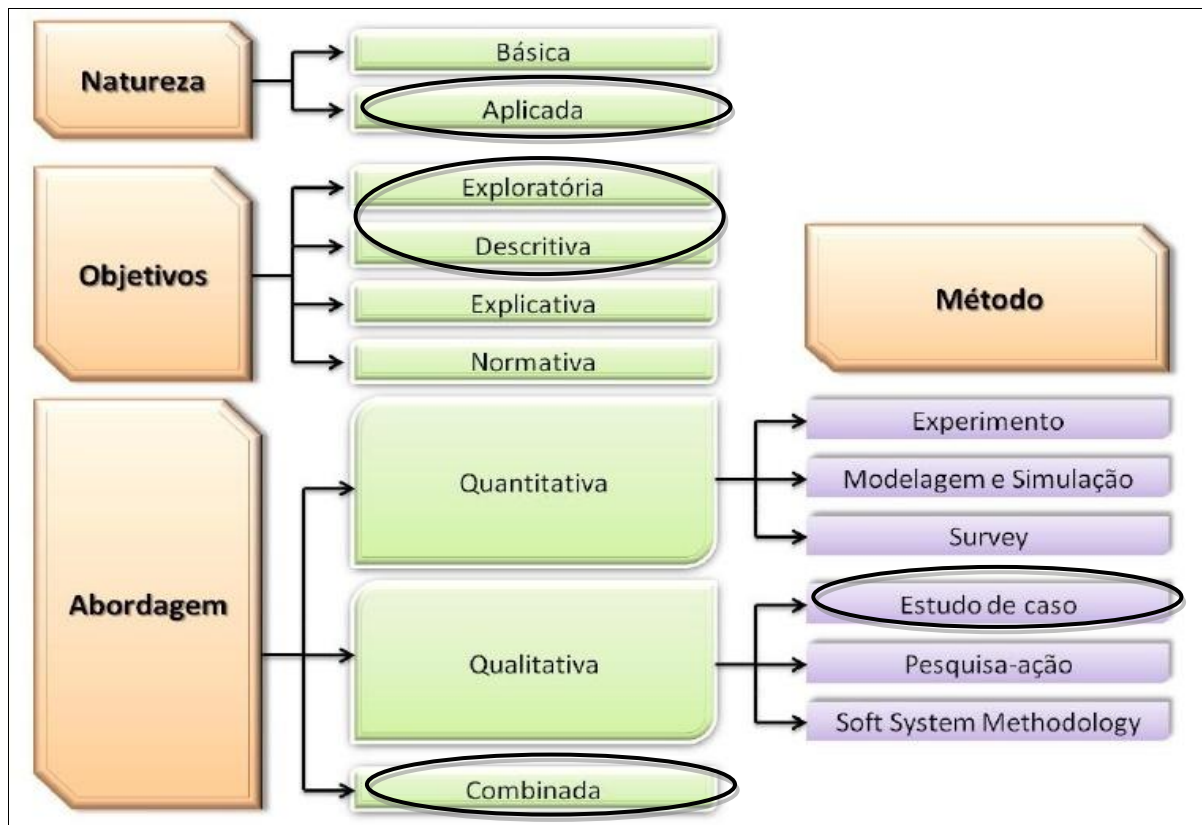 Natureza
Básica
Aplicada
Objetivos
Exploratória
Descritiva
Explicativa
Normativa
Método
Abordagem
Quantitativa
Experimento
Modelagem e Simulação
Survey
Qualitativa
Estudo de caso
Pesquisa-ação
Soft System Methodology
Combinada